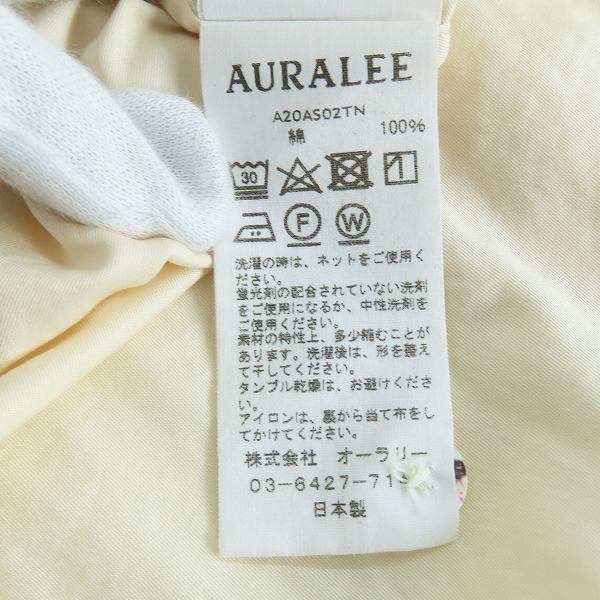 AURALEE
A20AS02TN
綿 100%
30
F W
洗濯の時は、ネットをご使用く
ださい。
蛍光剤の配合されていない洗剤
をご使用になるか、中性洗剤を
ご使用ください。
素材の特性上、多少縮むことが
あります。洗濯後は、形を整え
て干してください。
タンブル乾燥は、お避けくださ
い。
アイロンは、裏から当て布をし
てかけてください。
株式会社 オーラリー
03-6427-71
日本製